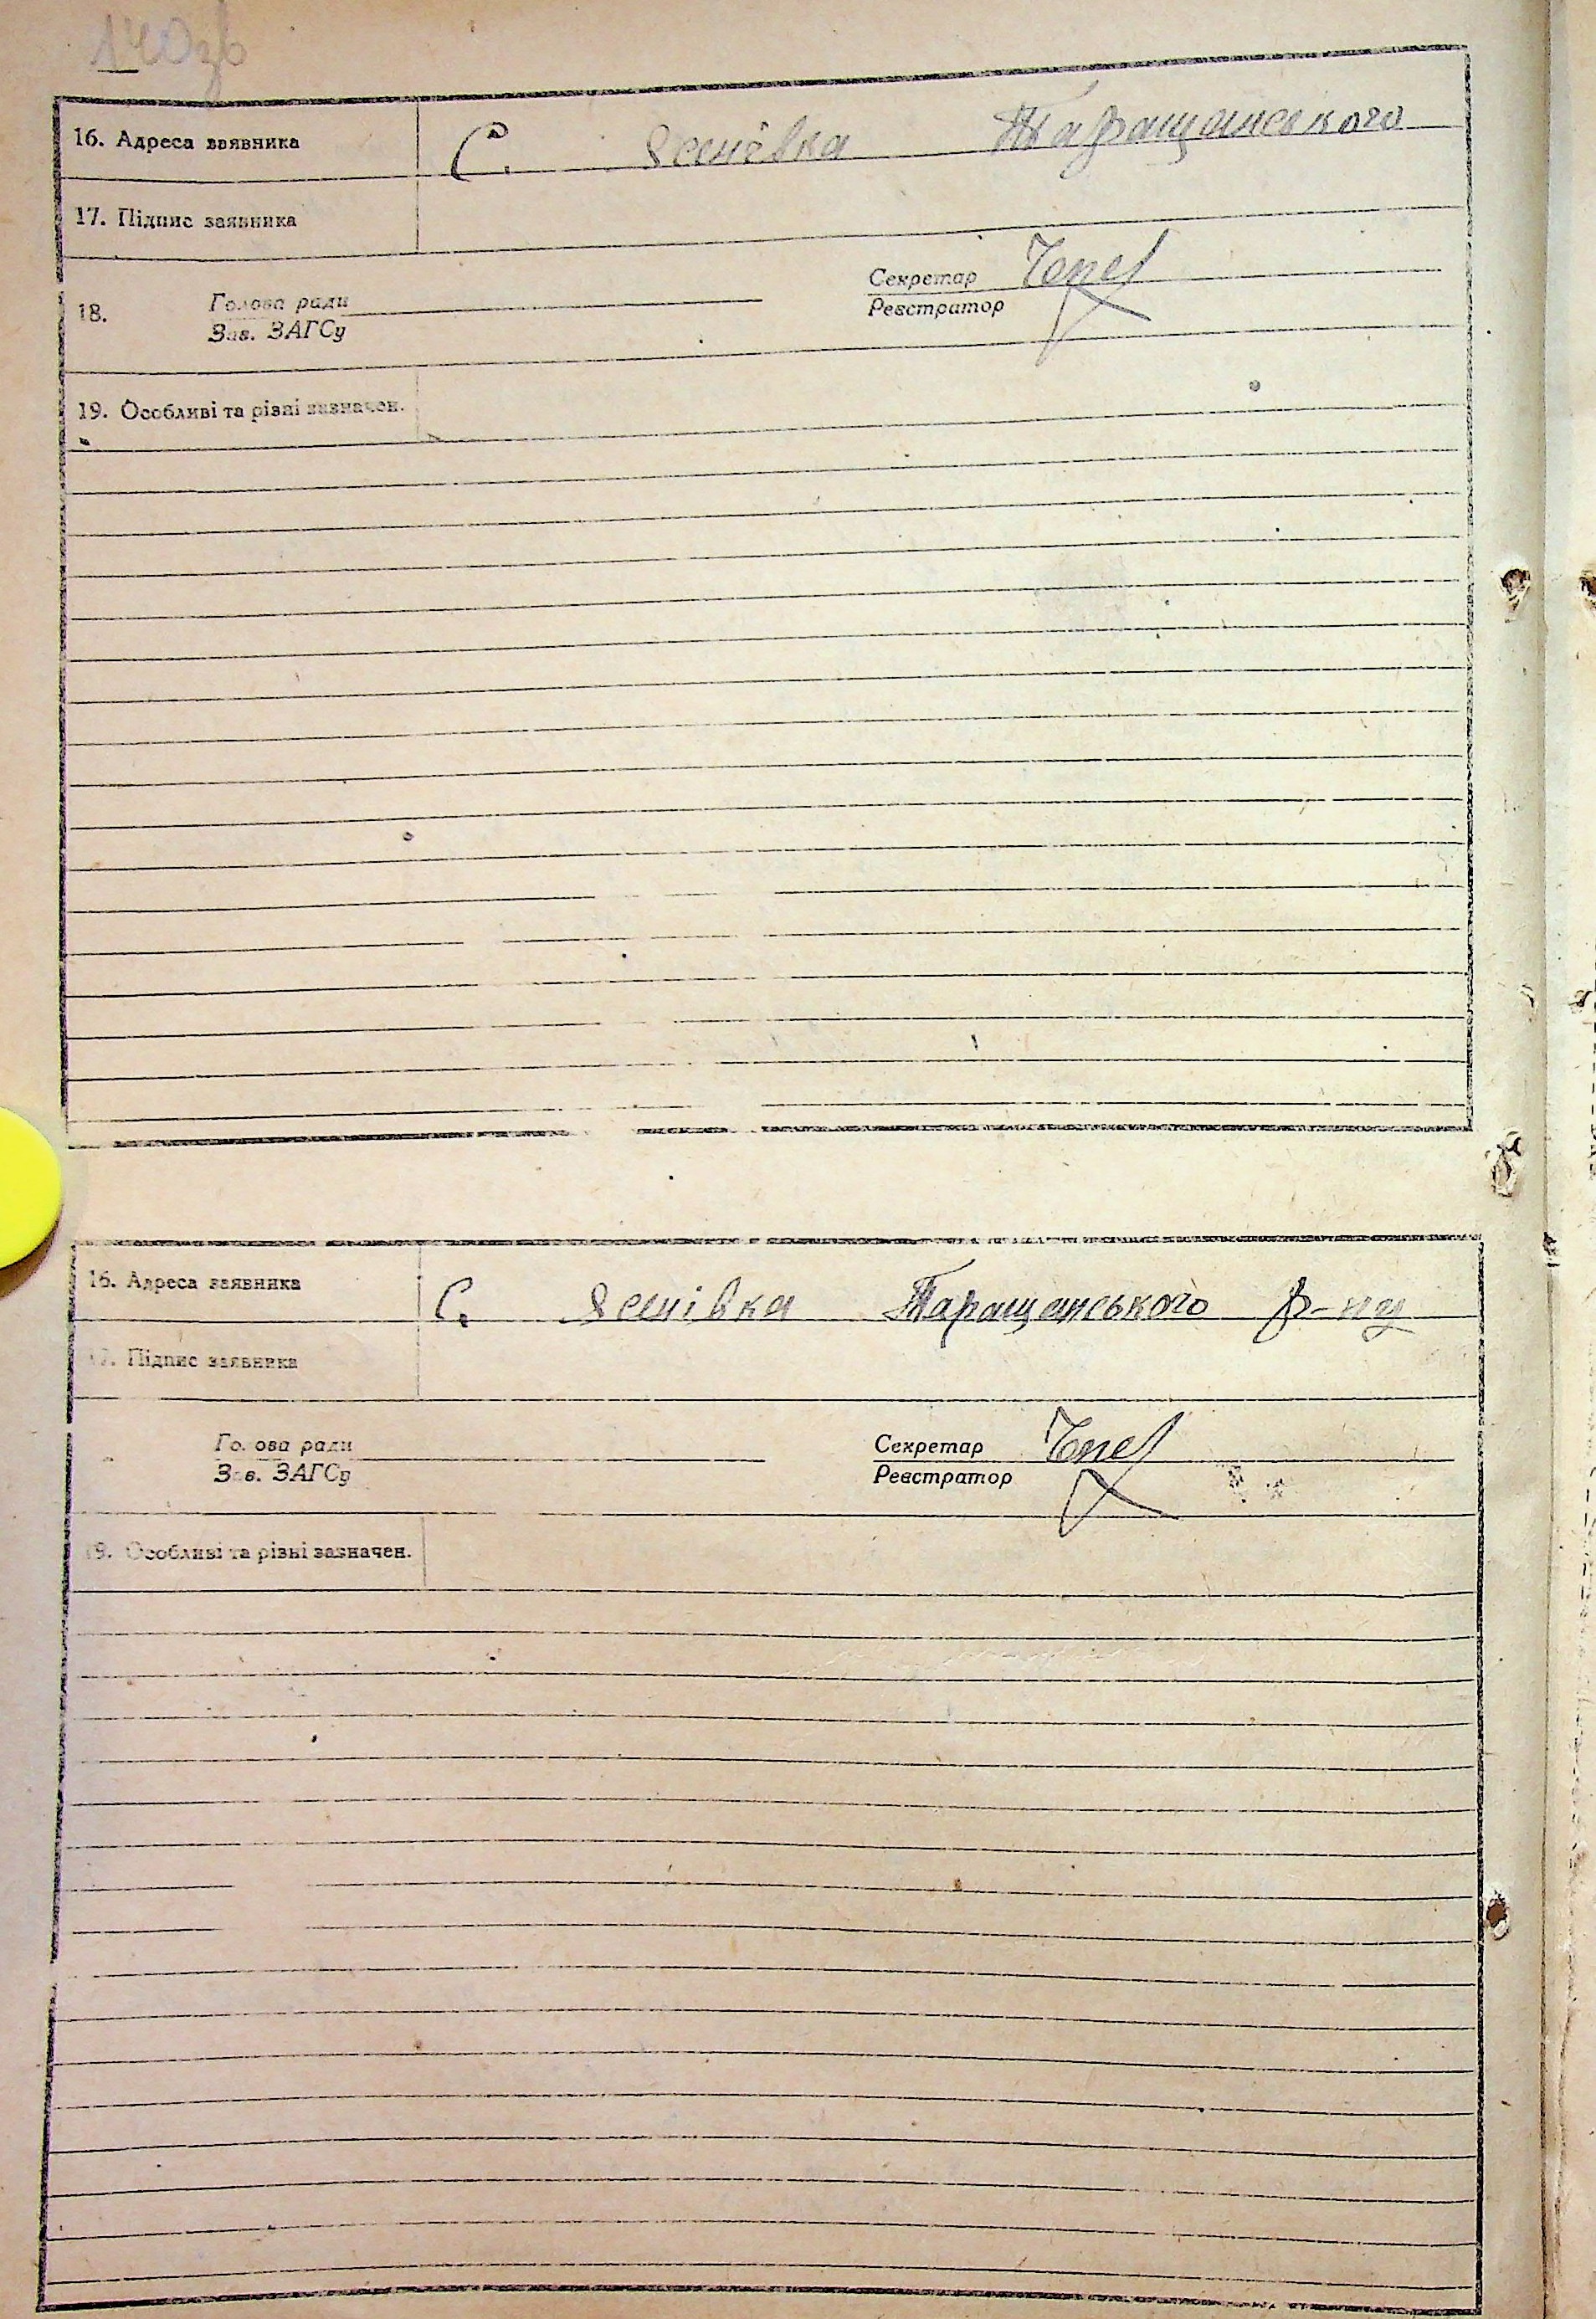 140зв
16. Адреса заявника С. Ясенівка Таращанського
17. Підпис заявника
Секретар
18. Голова ради Реєстратор
Зав. ЗАГСу
19. Особливі та різні зазначен.
16. Адреса заявника С. Ясенівка Таращанського р-ну
17. Підпис заявника
Голова ради Секретар
Зав. ЗАГСу Реєстратор
19. Особливі та різні зазначен.